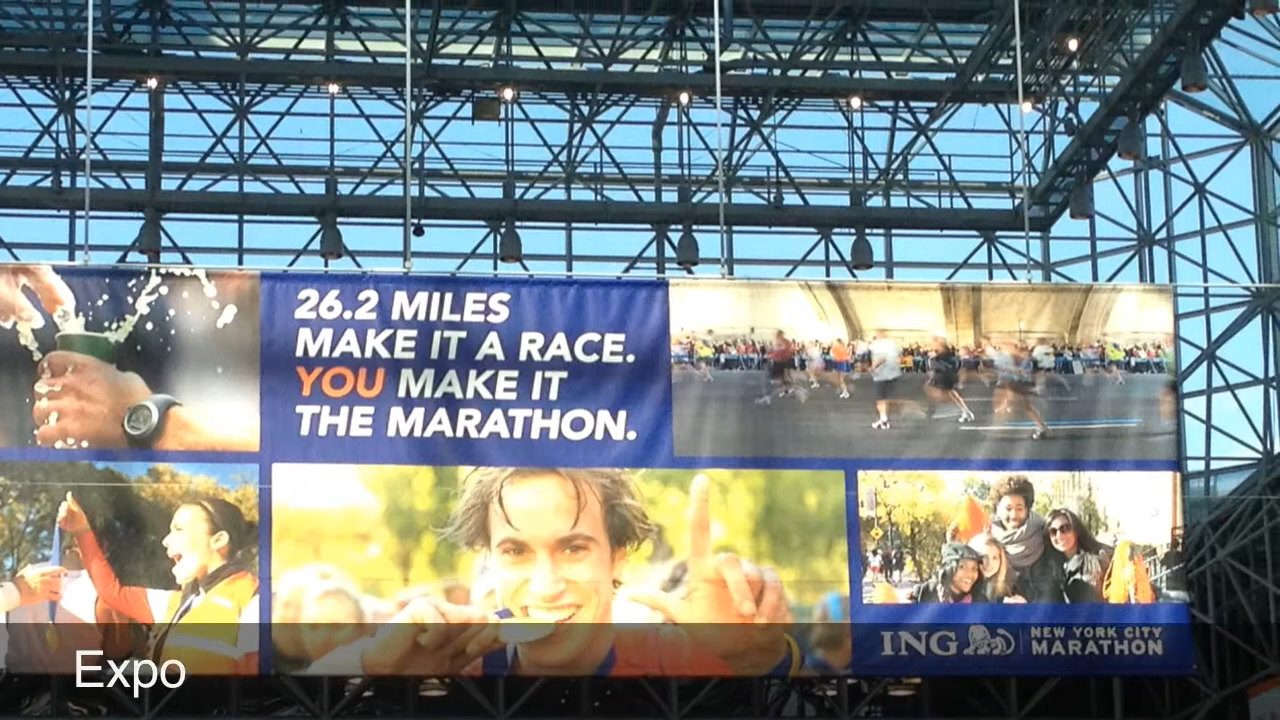 26.2 MILES
MAKE IT A RACE.
YOU MAKE IT
THE MARATHON.
ING
NEW YORK CITY
MARATHON
Expo